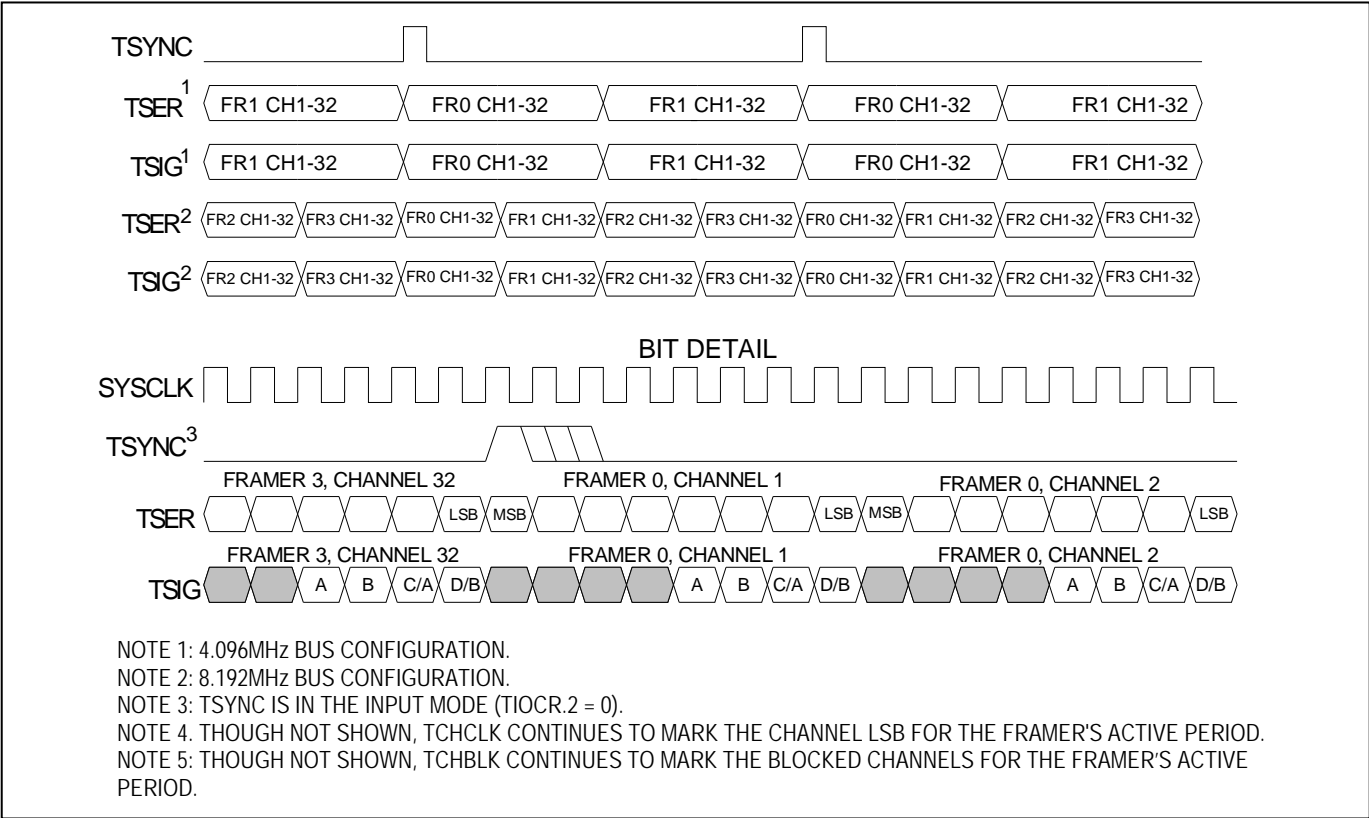 TSYNC
TSER1 FR1 CH1-32 FR0 CH1-32 FR1 CH1-32 FR0 CH1-32 FR1 CH1-32
TSIG1 FR1 CH1-32 FR0 CH1-32 FR1 CH1-32 FR0 CH1-32 FR1 CH1-32
TSER2 FR2 CH1-32 FR3 CH1-32 FR0 CH1-32 FR1 CH1-32 FR2 CH1-32 FR3 CH1-32 FR0 CH1-32 FR1 CH1-32 FR2 CH1-32 FR3 CH1-32
TSIG2 FR2 CH1-32 FR3 CH1-32 FR0 CH1-32 FR1 CH1-32 FR2 CH1-32 FR3 CH1-32 FR0 CH1-32 FR1 CH1-32 FR2 CH1-32 FR3 CH1-32
BIT DETAIL
SYSCLK
TSYNC3
FRAMER 3, CHANNEL 32 FRAMER 0, CHANNEL 1 FRAMER 0, CHANNEL 2
TSER LSB MSB LSB MSB LSB
FRAMER 3, CHANNEL 32 FRAMER 0, CHANNEL 1 FRAMER 0, CHANNEL 2
TSIG A B C/A D/B A B C/A D/B A B C/A D/B
NOTE 1: 4.096MHz BUS CONFIGURATION.
NOTE 2: 8.192MHz BUS CONFIGURATION.
NOTE 3: TSYNC IS IN THE INPUT MODE (TIOCR.2 = 0).
NOTE 4. THOUGH NOT SHOWN, TCHCLK CONTINUES TO MARK THE CHANNEL LSB FOR THE FRAMER'S ACTIVE PERIOD.
NOTE 5: THOUGH NOT SHOWN, TCHBLK CONTINUES TO MARK THE BLOCKED CHANNELS FOR THE FRAMER’S ACTIVE
PERIOD.